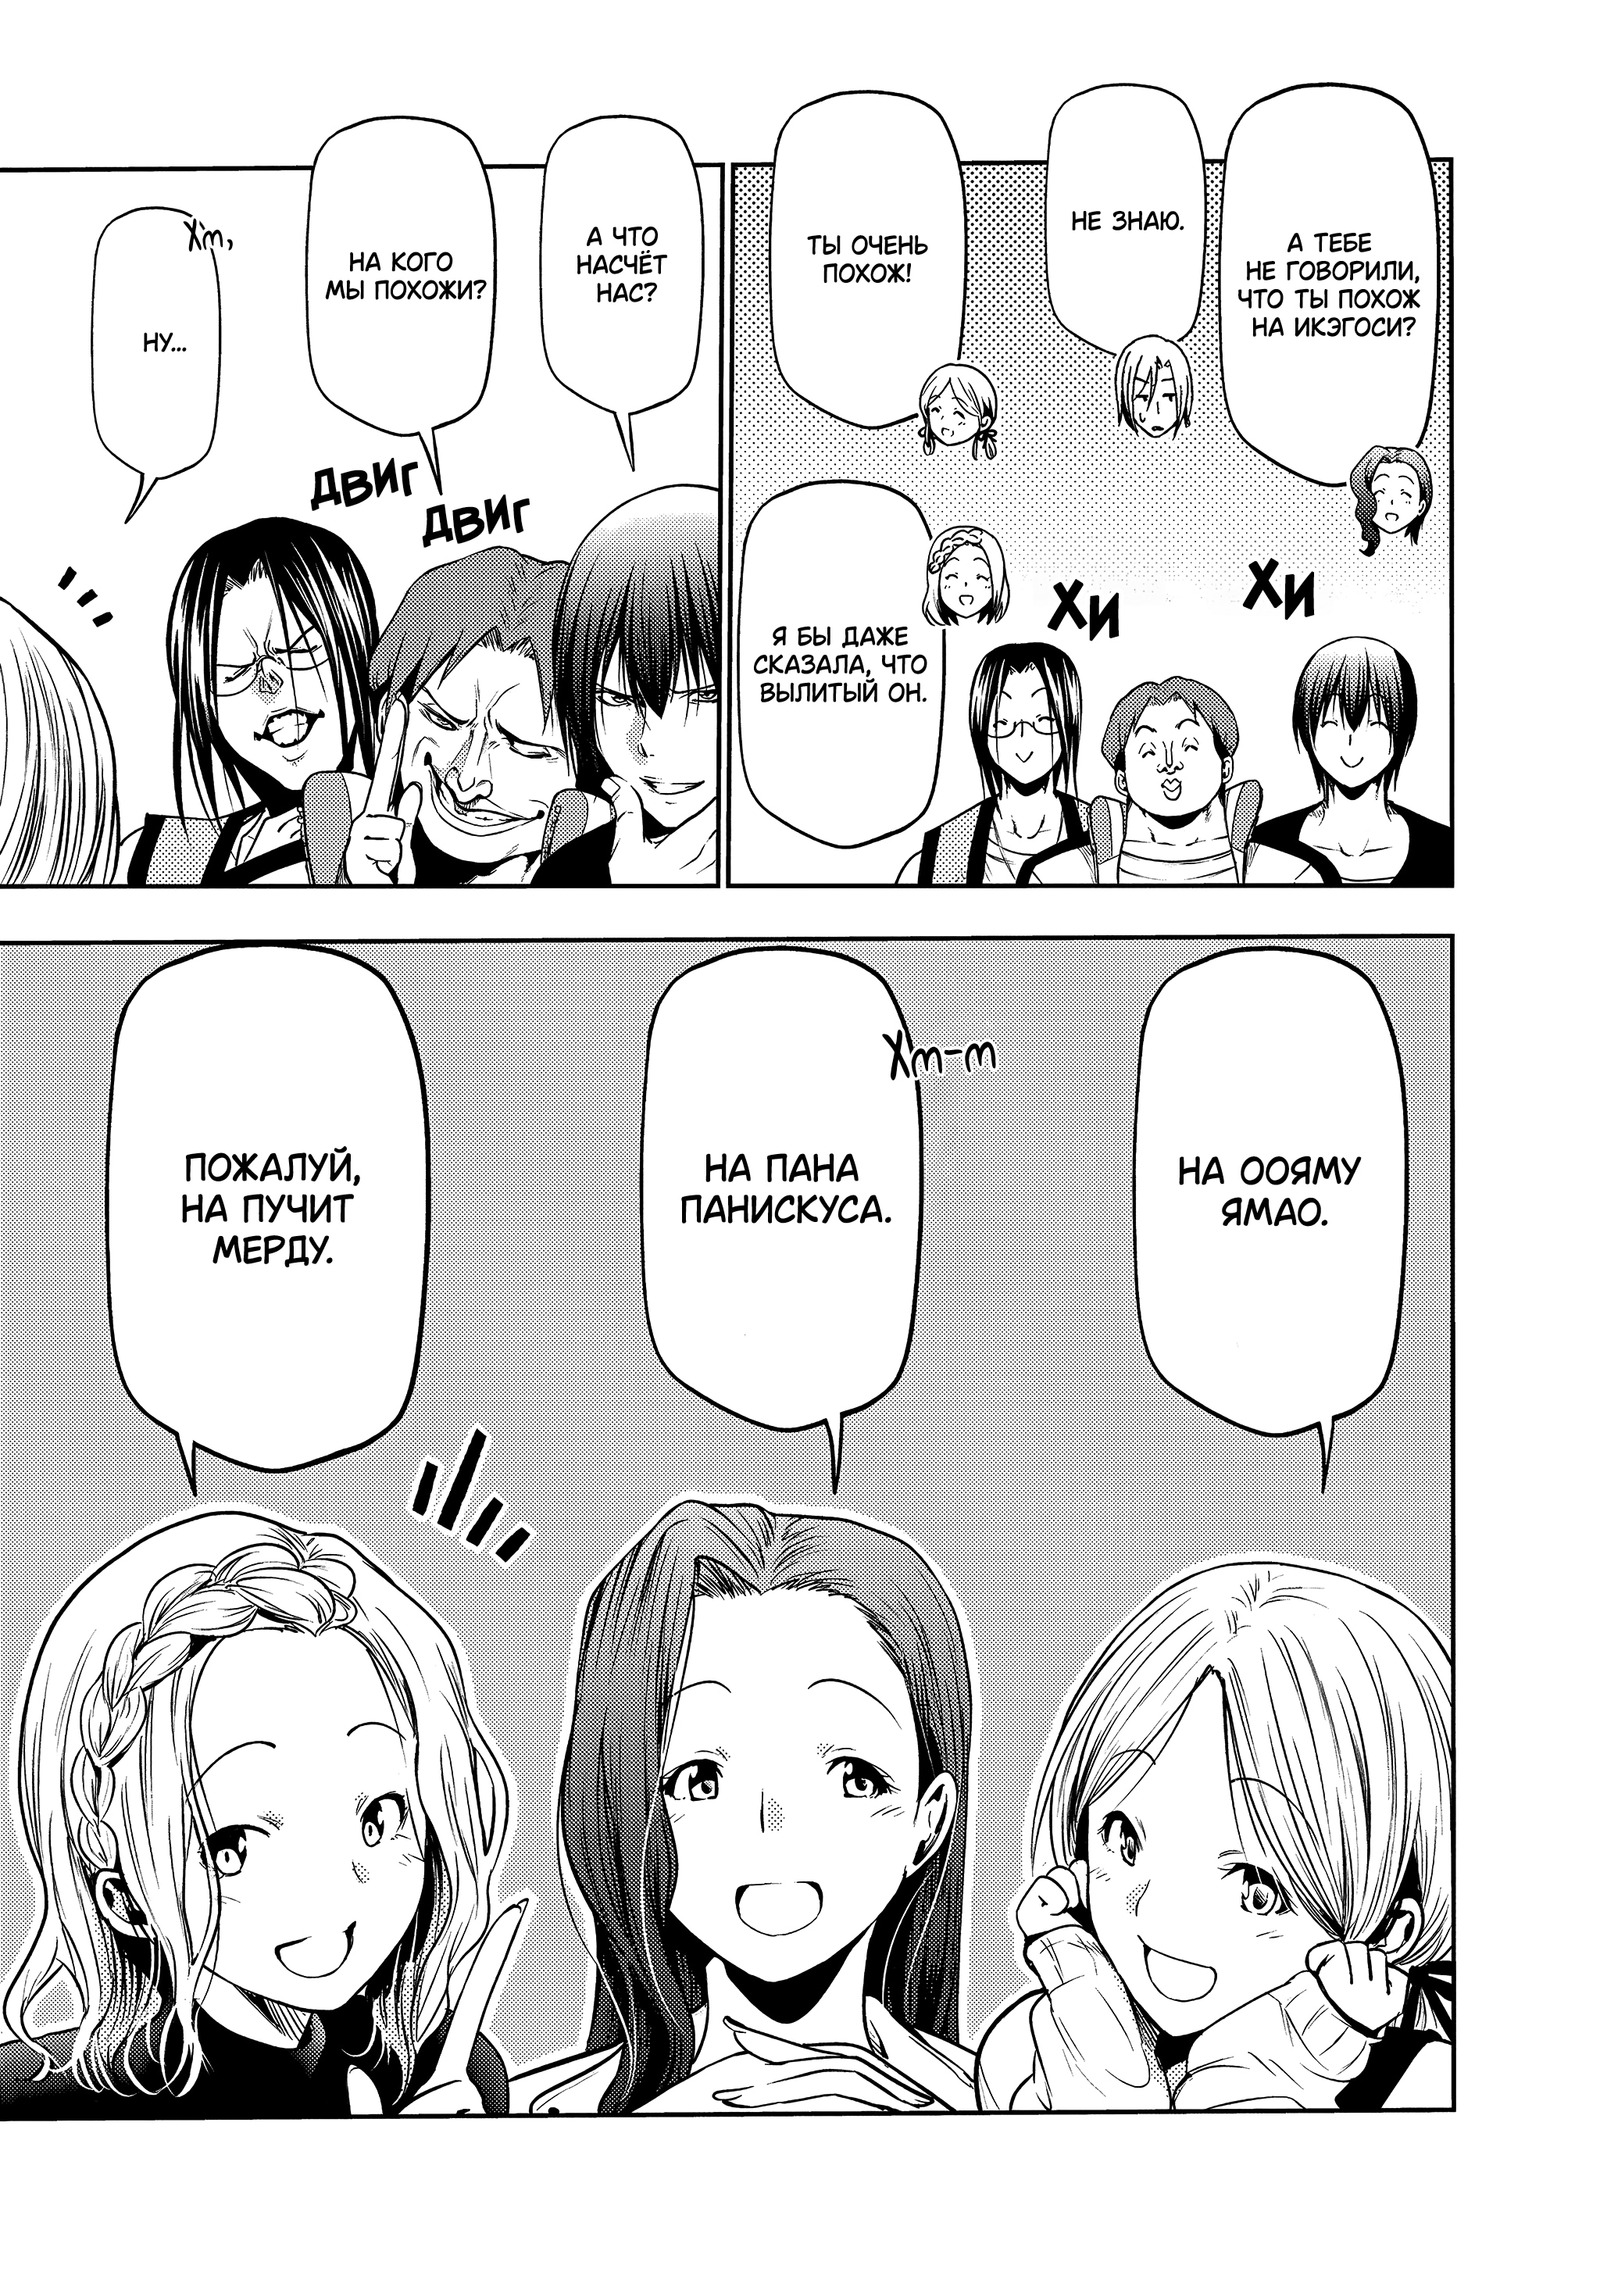 А ТЕБЕ
НЕ ГОВОРИЛИ,
ЧТО ТЫ ПОХОЖ
НА ИКЭГОСИ?
НЕ ЗНАЮ.
ТЫ ОЧЕНЬ
ПОХОЖ!
Я БЫ ДАЖЕ
СКАЗАЛА, ЧТО
ВЫЛИТЫЙ ОН.
ХИ
ХИ
А ЧТО
НАСЧЁТ
НАС?
НА КОГО
МЫ ПОХОЖИ?
ДВИГ
ДВИГ
Хм,
НУ...
НА ООЯМУ
ЯМАО.
Хм-м
НА ПАНА
ПАНИСКУСА.
ПОЖАЛУЙ,
НА ПУЧИТ
МЕРДУ.